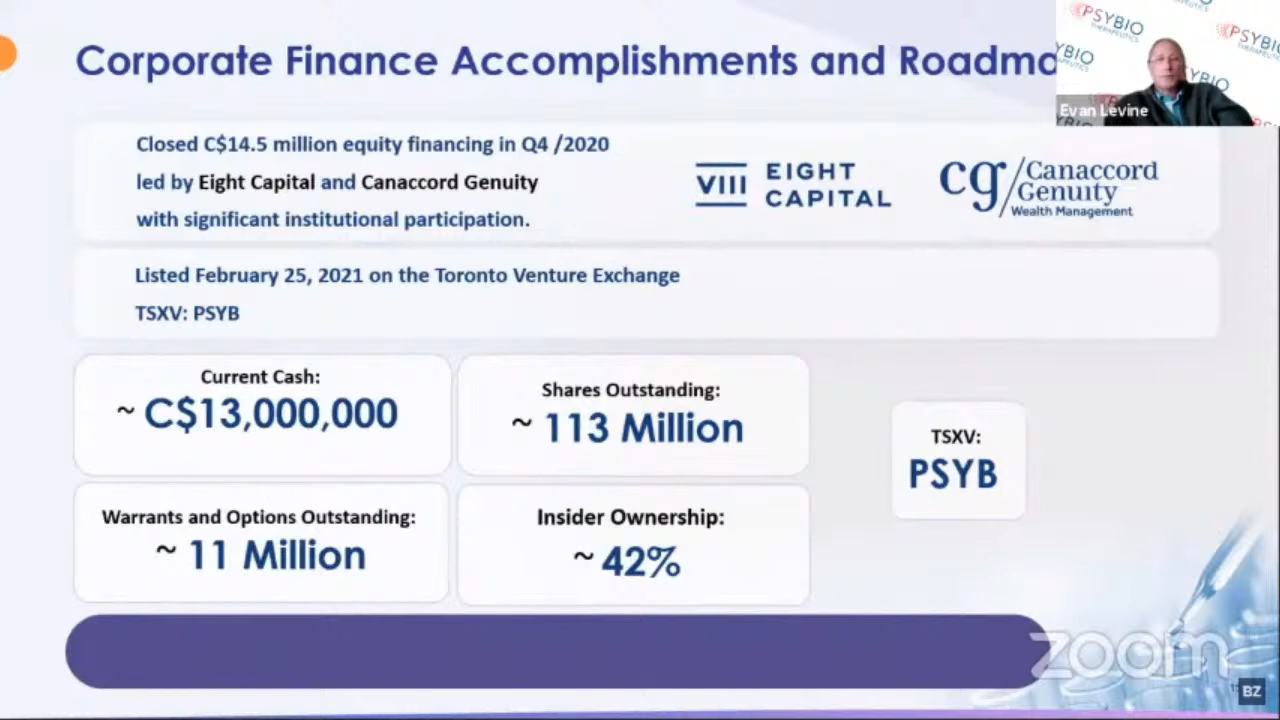 Corporate Finance Accomplishments and Roadma
PSYBIO
THERAPEUTICS
PSYBI
Evan Levine
Closed C$14.5 million equity financing in Q4 /2020
led by Eight Capital and Canaccord Genuity
with significant institutional participation.
VIII EIGHT
CAPITAL
cg/Canaccord
Genuity
Wealth Management
Listed February 25, 2021 on the Toronto Venture Exchange
TSXV: PSYB
Current Cash:
~ C$13,000,000
Shares Outstanding:
~ 113 Million
TSXV:
PSYB
Warrants and Options Outstanding:
~ 11 Million
Insider Ownership:
~ 42%
zoom
BZ